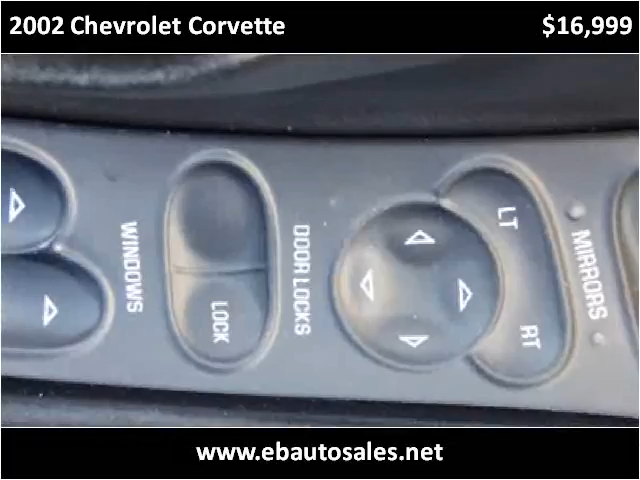 2002 Chevrolet Corvette $16,999
WINDOWS
LOCK
DOOR LOCKS
LT
RT
MIRRORS
www.ebautosales.net